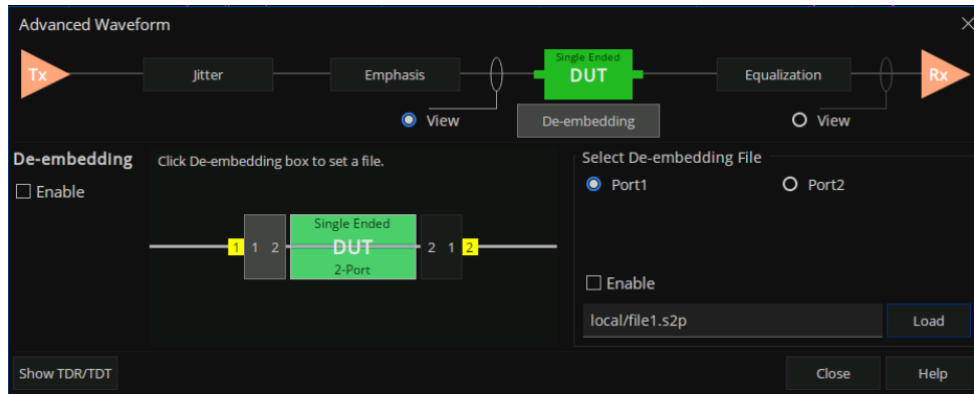 Advanced Waveform
Tx
Jitter
Emphasis
Single Ended
DUT
Equalization
Rx
View
De-embedding
View
De-embedding
Enable
Click De-embedding box to set a file.
1 1 2
Single Ended
DUT
2-Port
2 1 2
Select De-embedding File
Port1
Port2
Enable
local/file1.s2p
Load
Show TDR/TDT
Close
Help